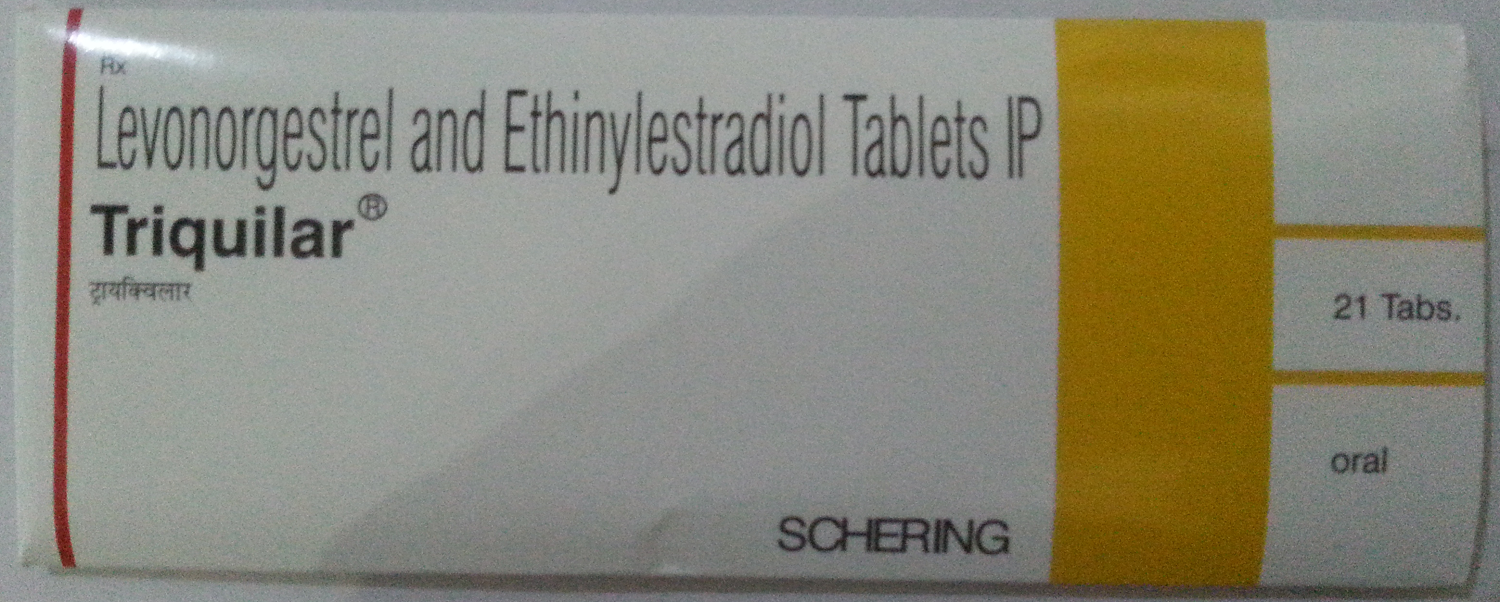 Rx
Levonorgestrel and Ethinylestradiol Tablets IP
Triquilar®
ट्रायक्विलार
SCHERING
21 Tabs.
oral